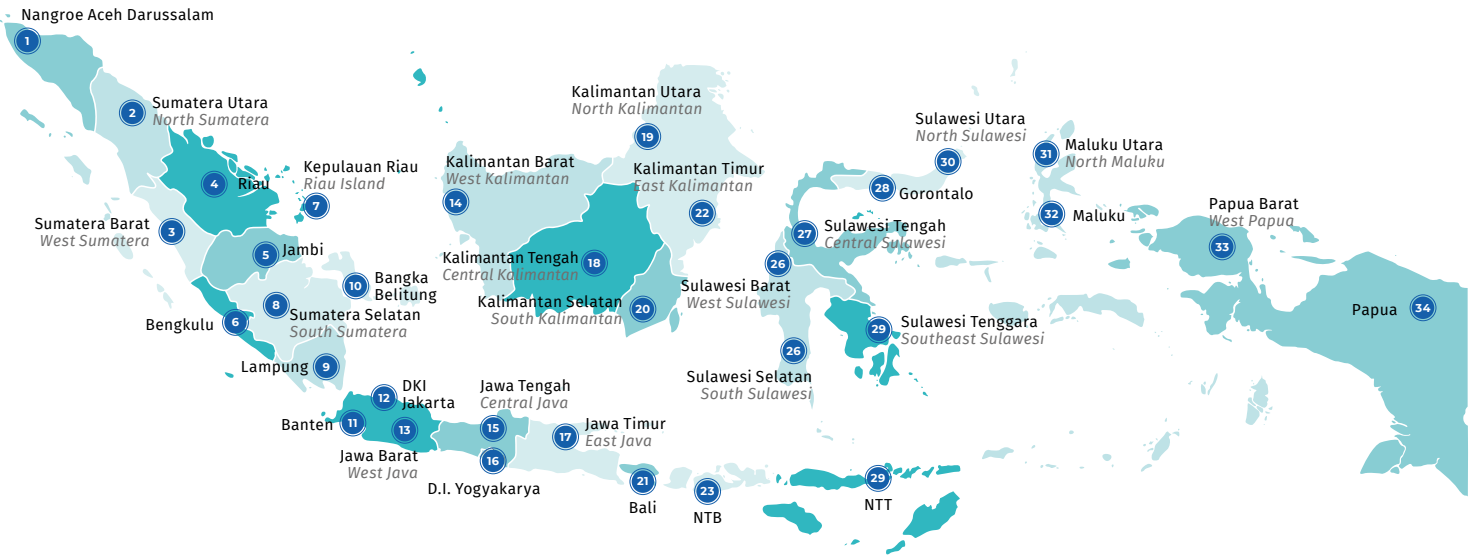 Nangroe Aceh Darussalam
1
2
Sumatera Utara
North Sumatera
4
Riau
Kepulauan Riau
Riau Island
7
Sumatera Barat
West Sumatera
3
5
Jambi
10
Bangka
Belitung
8
Sumatera Selatan
South Sumatera
Bengkulu
6
Lampung
9
12
DKI
Jakarta
Banten
11
13
Jawa Barat
West Java
Jawa Tengah
Central Java
15
16
D.I. Yogyakarya
17
Jawa Timur
East Java
21
Bali
23
NTB
29
NTT
Kalimantan Utara
North Kalimantan
19
Kalimantan Barat
West Kalimantan
14
Kalimantan Timur
East Kalimantan
22
Kalimantan Tengah
Central Kalimantan
18
Kalimantan Selatan
South Kalimantan
20
Sulawesi Utara
North Sulawesi
30
28
Gorontalo
27
Sulawesi Tengah
Central Sulawesi
26
Sulawesi Barat
West Sulawesi
29
Sulawesi Tenggara
Southeast Sulawesi
26
Sulawesi Selatan
South Sulawesi
31
Maluku Utara
North Maluku
32
Maluku
Papua Barat
West Papua
33
Papua
34